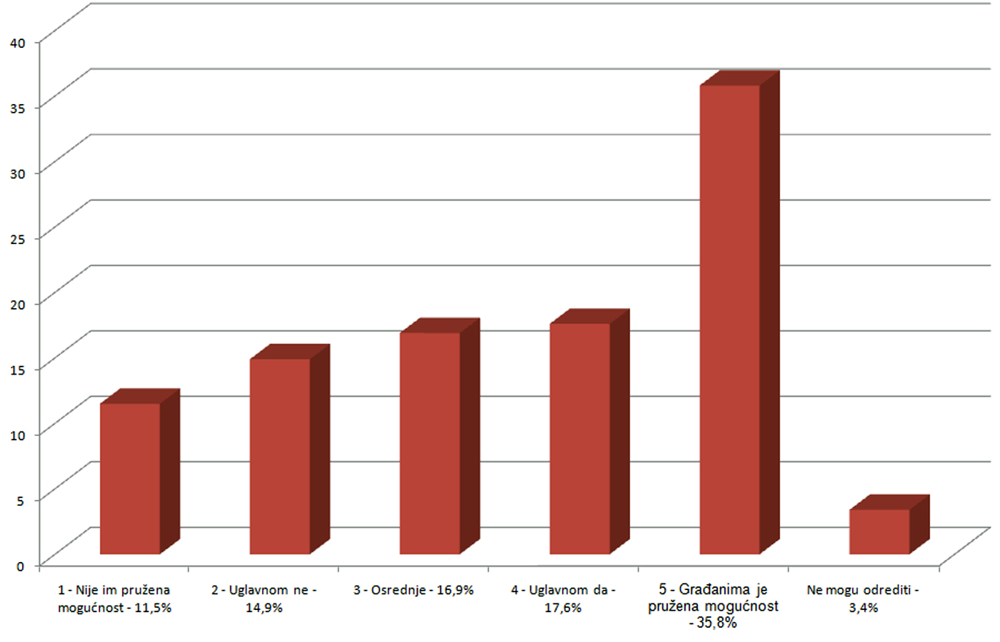 40
35
30
25
20
15
10
5
0
1 - Nije im pružena
mogućnost - 11,5%
2 - Uglavnom ne -
14,9%
3 - Osrednje - 16,9%
4 - Uglavnom da -
17,6%
5 - Građanima je
pružena mogućnost
- 35,8%
Ne mogu odrediti -
3,4%